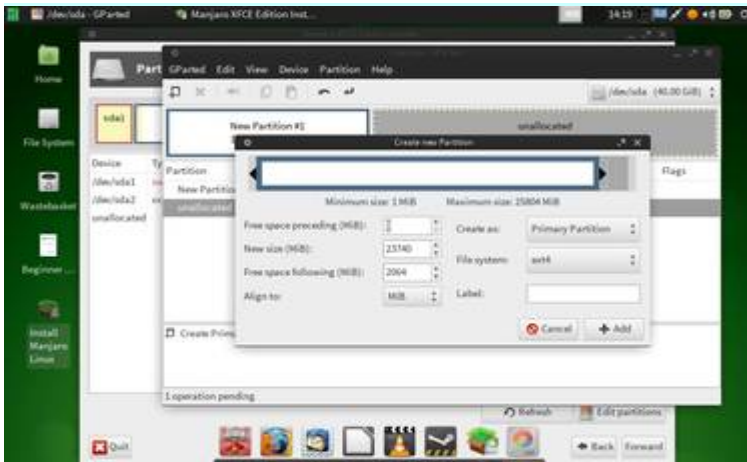 /dev/sda - GParted
Manjaro XFCE Edition Inst...
14:19
Home
File System
Wastebasket
Beginner ...
Install
Manjaro
Linux
Part
sda1
Device
/dev/sda1
/dev/sda2
unallocated
Quit
Back
Forward
Refresh
Edit partitions
GParted Edit View Device Partition Help
/dev/sda (40.00 GiB)
New Partition #1
unallocated
Partition
Flags
New Partitio
unallocated
Create Prim
1 operation pending
Create new Partition
Minimum size: 1 MiB
Maximum size: 25804 MiB
Free space preceding (MiB):
Create as:
Primary Partition
New size (MiB):
23740
File system:
ext4
Free space following (MiB):
2064
Align to:
MiB
Label:
Cancel
Add